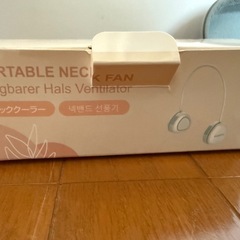 RTABLE NECK FAN
gbarer Hals Ventilator
ッククーラー 넥밴드 선풍기